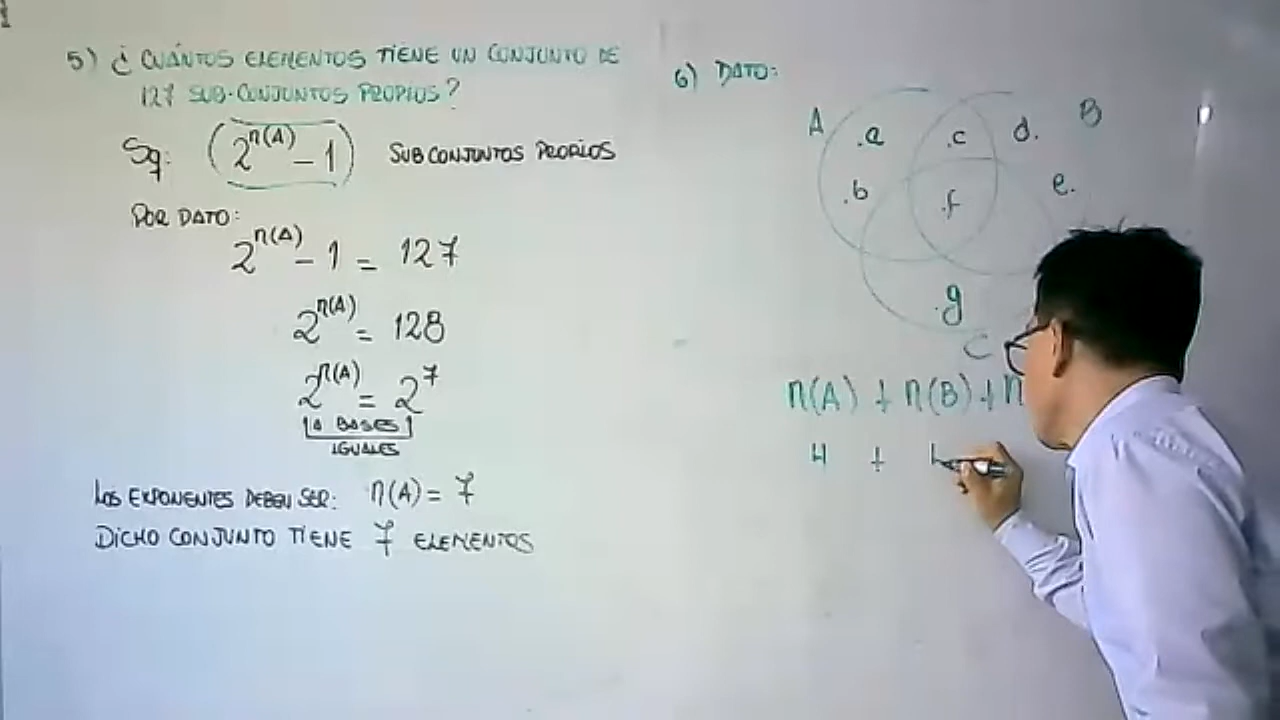 5) ¿ CUÁNTOS ELEMENTOS TIENE UN CONJUNTO DE
127 SUB-CONJUNTOS PROPIOS?
Sq: (2^n(A) - 1) SUBCONJUNTOS PROPIOS
POR DATO:
2^n(A) - 1 = 127
2^n(A) = 128
2^n(A) = 2^7
A BASES
IGUALES
LOS EXPONENTES DEBEN SER: n(A) = 7
DICHO CONJUNTO TIENE 7 ELEMENTOS
6) DATO:
A .a .c d. B
.b .f e.
.g
C
n(A) + n(B) + n
4 +